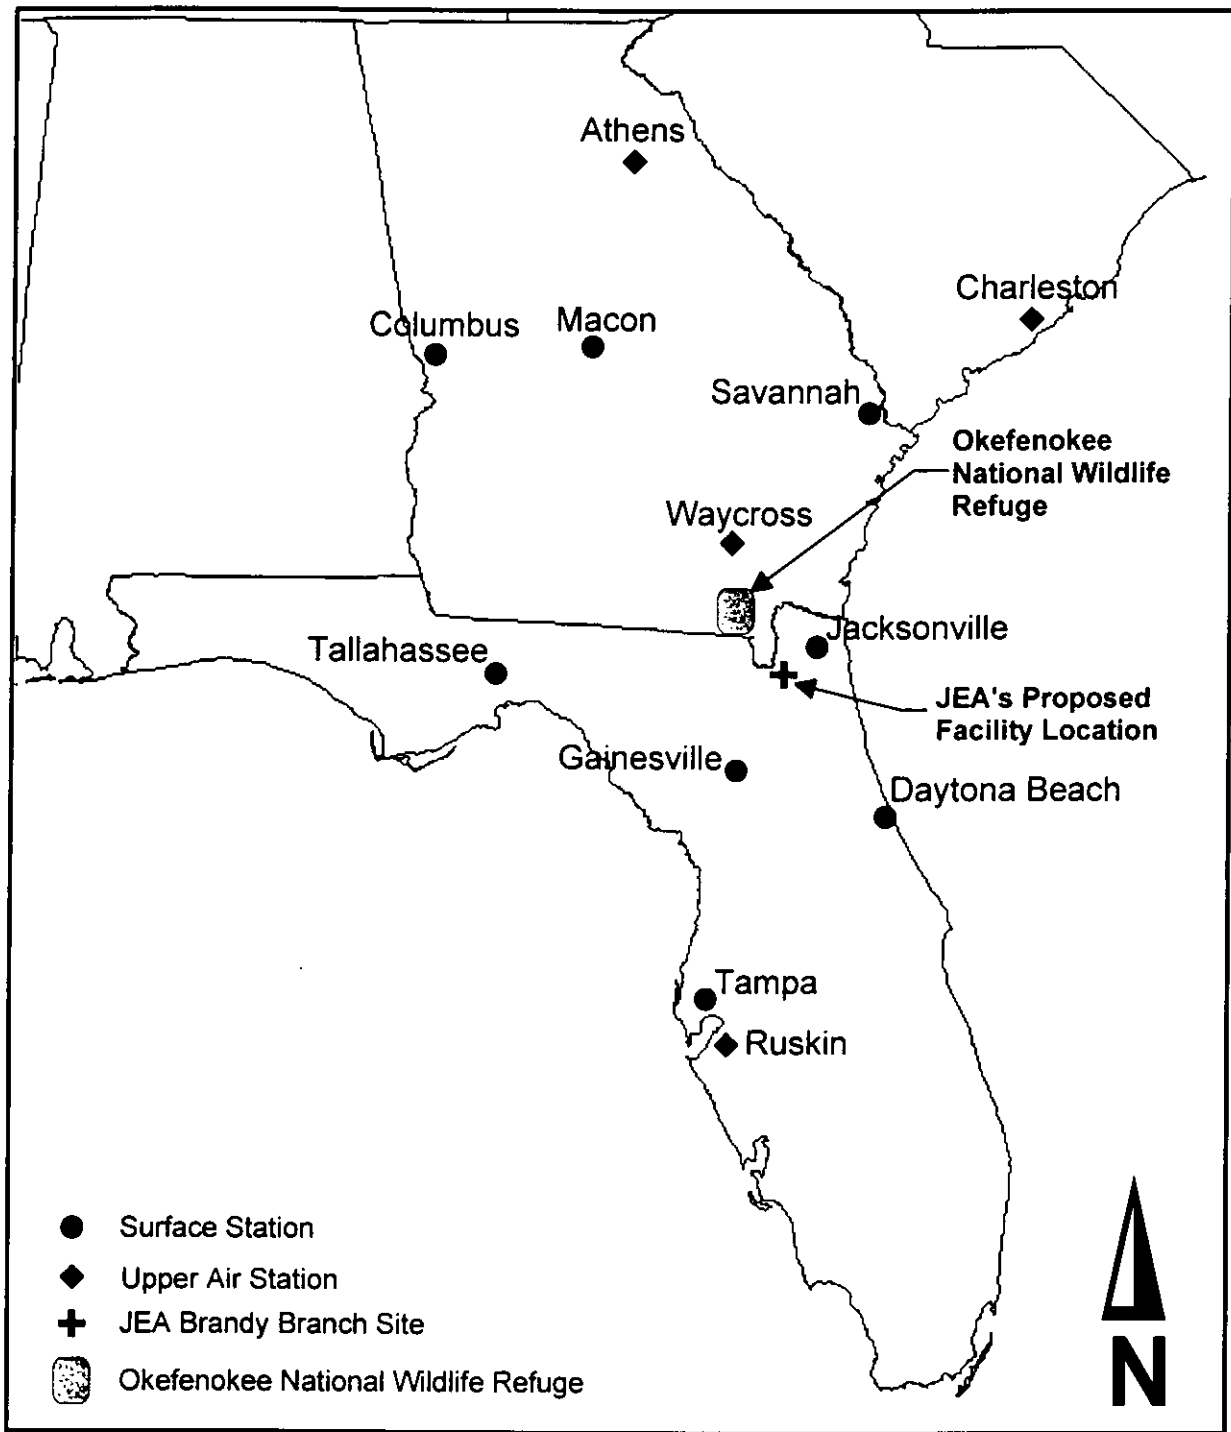 Athens
Charleston
Columbus
Macon
Savannah
Okefenokee
National Wildlife
Refuge
Waycross
Jacksonville
Tallahassee
JEA's Proposed
Facility Location
Gainesville
Daytona Beach
Tampa
Ruskin
Surface Station
Upper Air Station
JEA Brandy Branch Site
Okefenokee National Wildlife Refuge
N